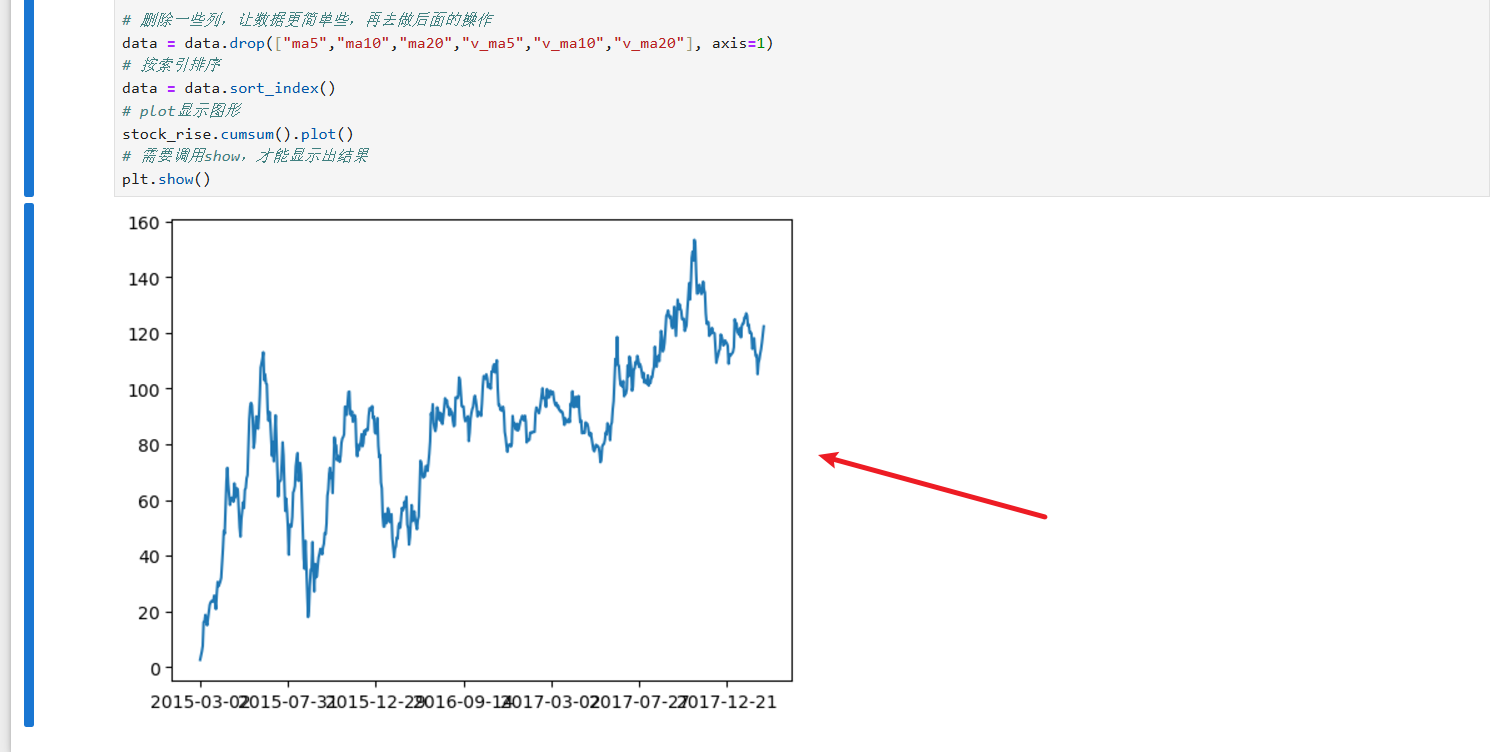 # 删除一些列，让数据更简单些，再去做后面的操作
data = data.drop(["ma5","ma10","ma20","v_ma5","v_ma10","v_ma20"], axis=1)
# 按索引排序
data = data.sort_index()
# plot显示图形
stock_rise.cumsum().plot()
# 需要调用show，才能显示出结果
plt.show()
160
140
120
100
80
60
40
20
0
2015-03-02 2015-07-31 2015-12-29 2016-09-14 2017-03-02 2017-07-27 2017-12-21